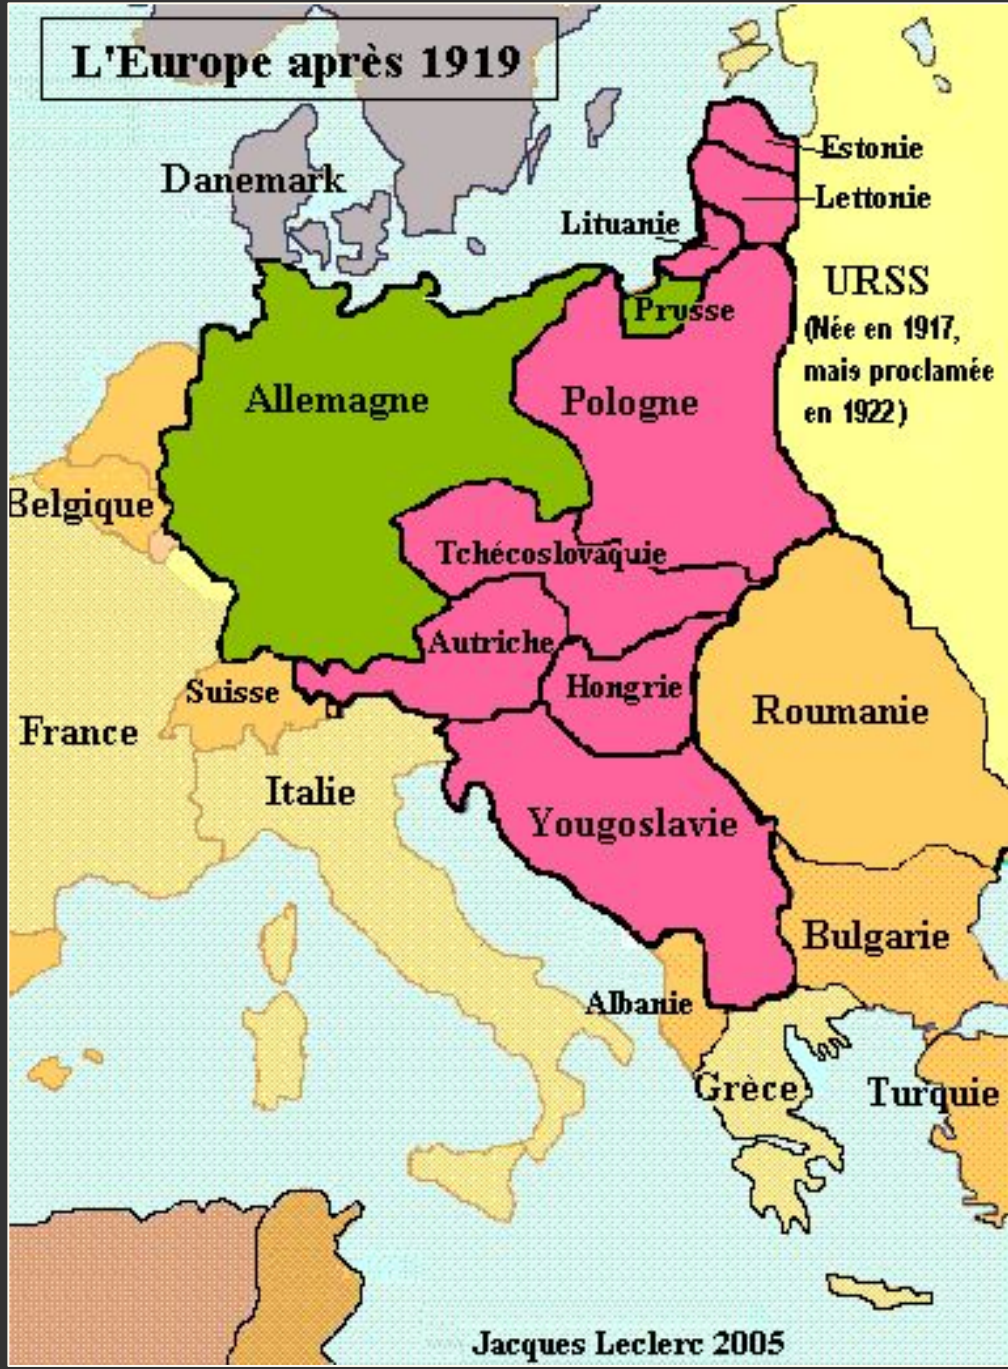 L'Europe après 1919
Danemark
Estonie
Lettonie
Lituanie
URSS
(Née en 1917,
mais proclamée
en 1922)
Prusse
Allemagne
Pologne
Belgique
Tchécoslovaquie
Autriche
Hongrie
Suisse
France
Roumanie
Italie
Yougoslavie
Bulgarie
Albanie
Grèce
Turquie
Jacques Leclerc 2005